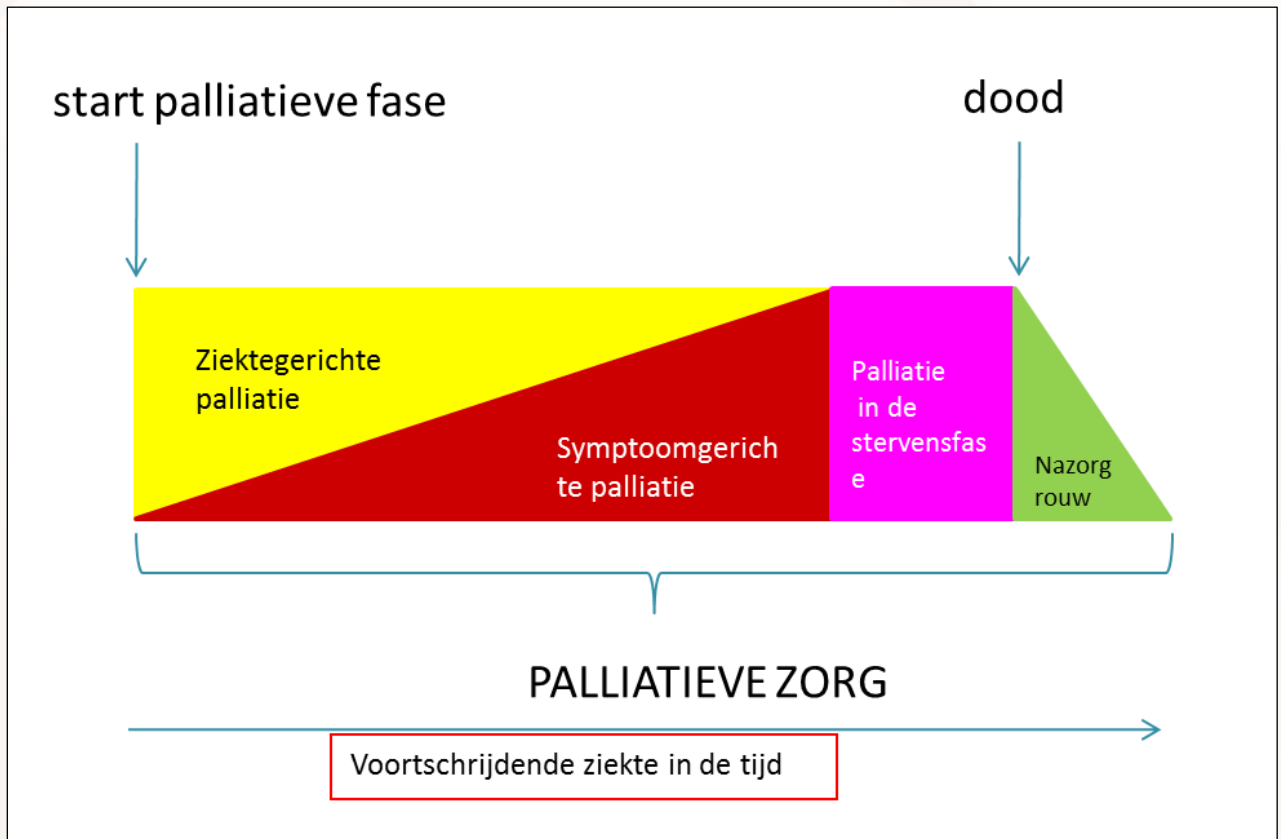 start palliatieve fase
dood
Ziektegerichte
palliatie
Symptoomgerich
te palliatie
Palliatie
in de
stervensfas
e
Nazorg
rouw
PALLIATIEVE ZORG
Voortschrijdende ziekte in de tijd